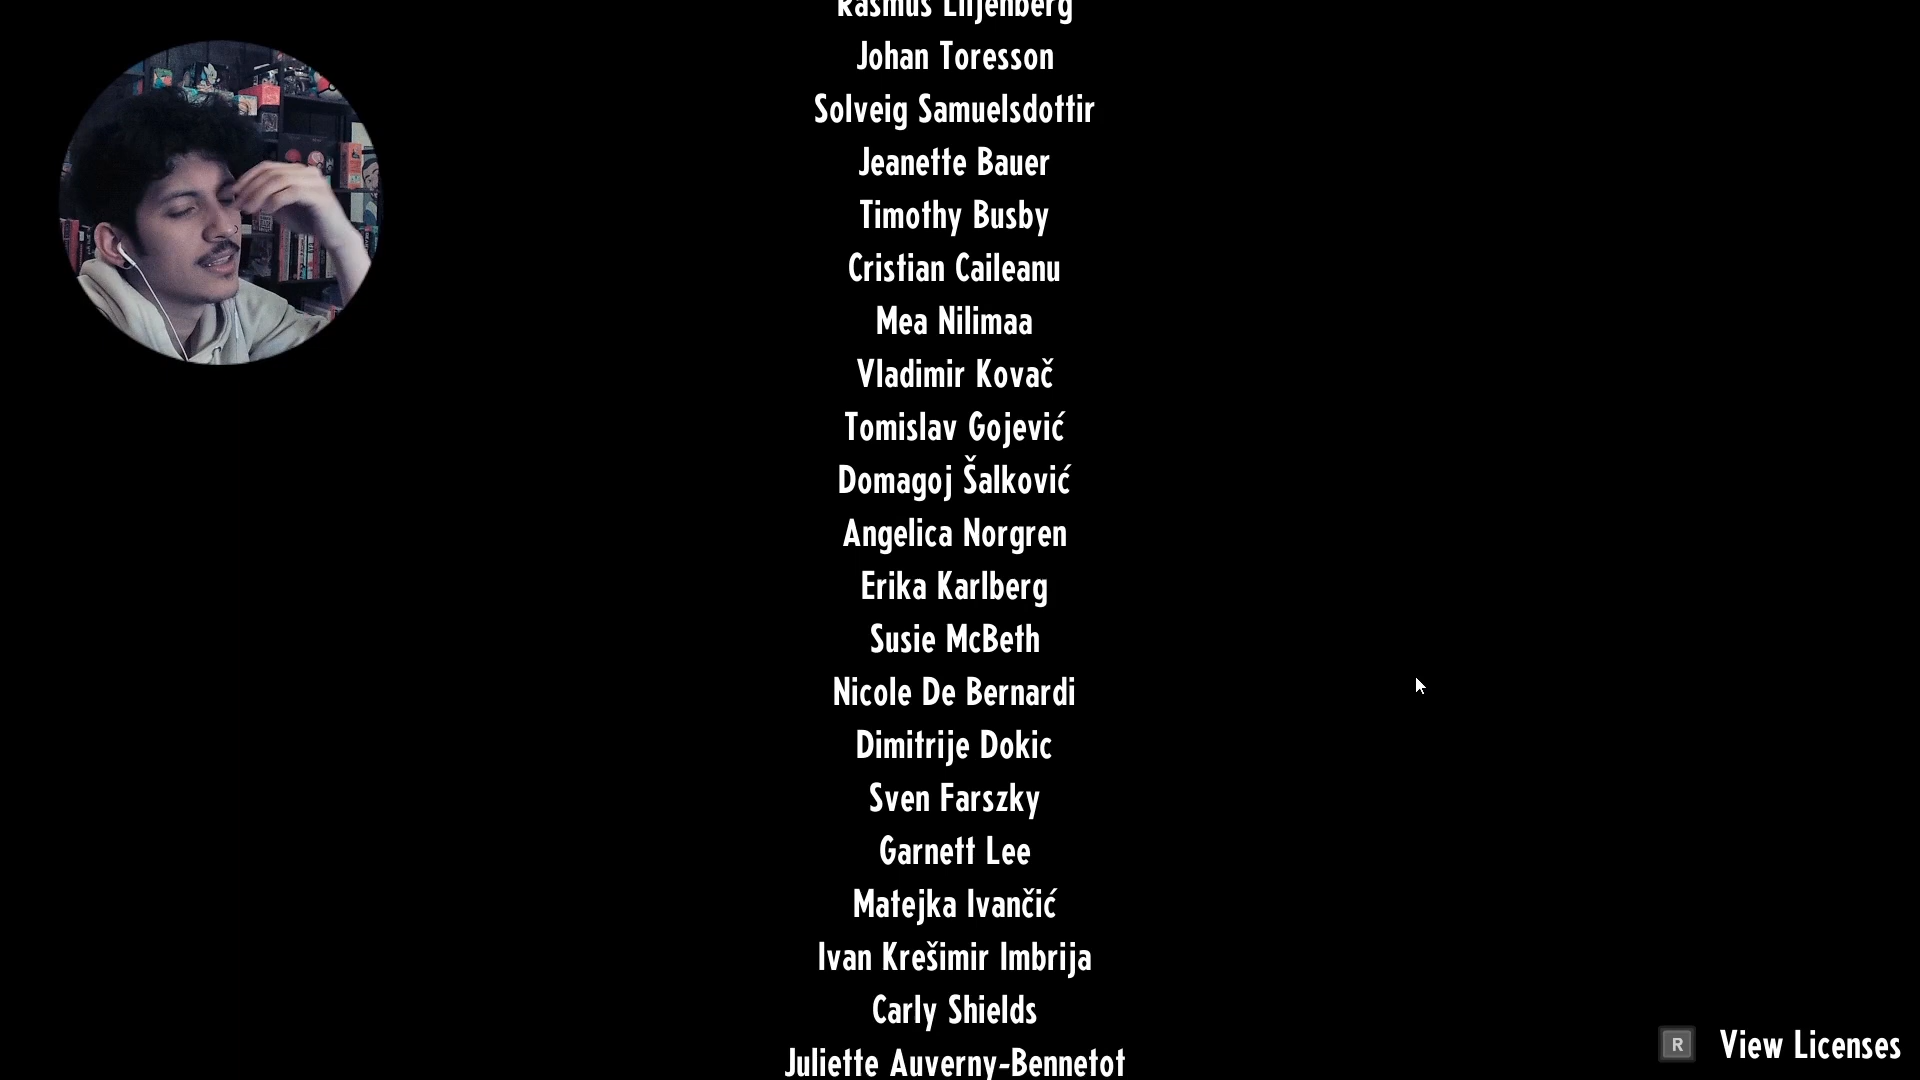 Rasmus Liljenberg
Johan Toresson
Solveig Samuelsdottir
Jeanette Bauer
Timothy Busby
Cristian Caileanu
Mea Nilimaa
Vladimir Kovač
Tomislav Gojević
Domagoj Šalković
Angelica Norgren
Erika Karlberg
Susie McBeth
Nicole De Bernardi
Dimitrije Dokic
Sven Farszky
Garnett Lee
Matejka Ivančić
Ivan Krešimir Imbrija
Carly Shields
Juliette Auverny-Bennetot
R View Licenses